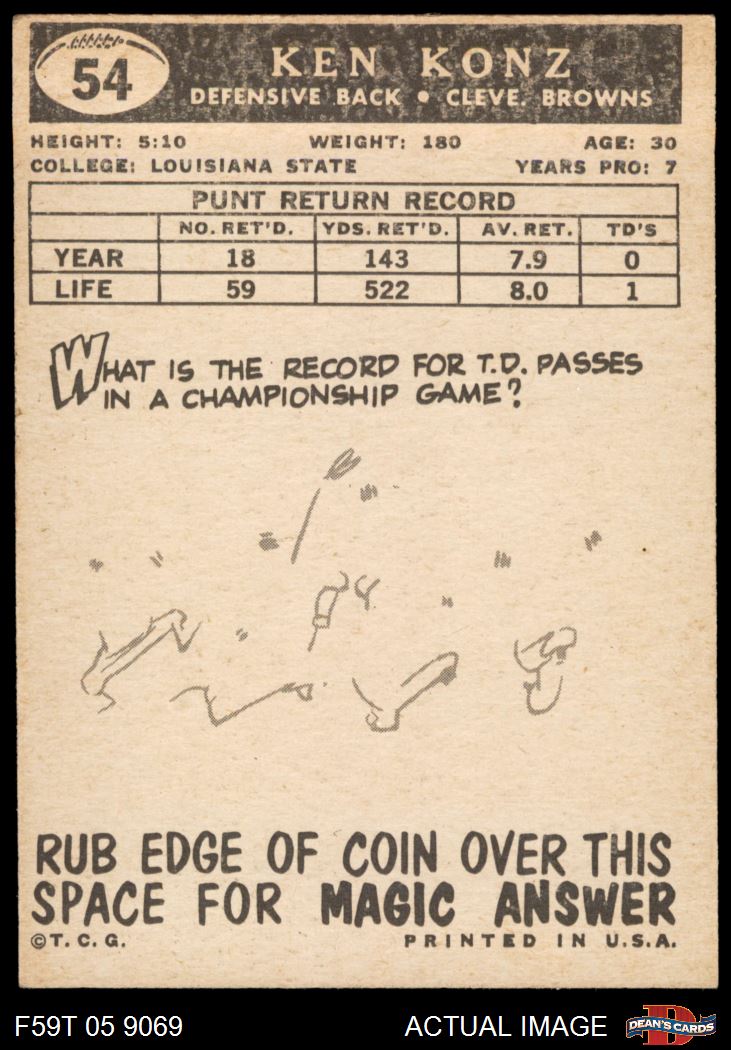 54
KEN KONZ
DEFENSIVE BACK • CLEVE. BROWNS
HEIGHT: 5:10 WEIGHT: 180 AGE: 30
COLLEGE: LOUISIANA STATE YEARS PRO: 7
PUNT RETURN RECORD
NO. RET'D. YDS. RET'D. AV. RET. TD'S
YEAR 18 143 7.9 0
LIFE 59 522 8.0 1
WHAT IS THE RECORD FOR T.D. PASSES
IN A CHAMPIONSHIP GAME?
RUB EDGE OF COIN OVER THIS
SPACE FOR MAGIC ANSWER
©T. C. G. PRINTED IN U.S.A.
F59T 05 9069 ACTUAL IMAGE D DEAN'S CARDS